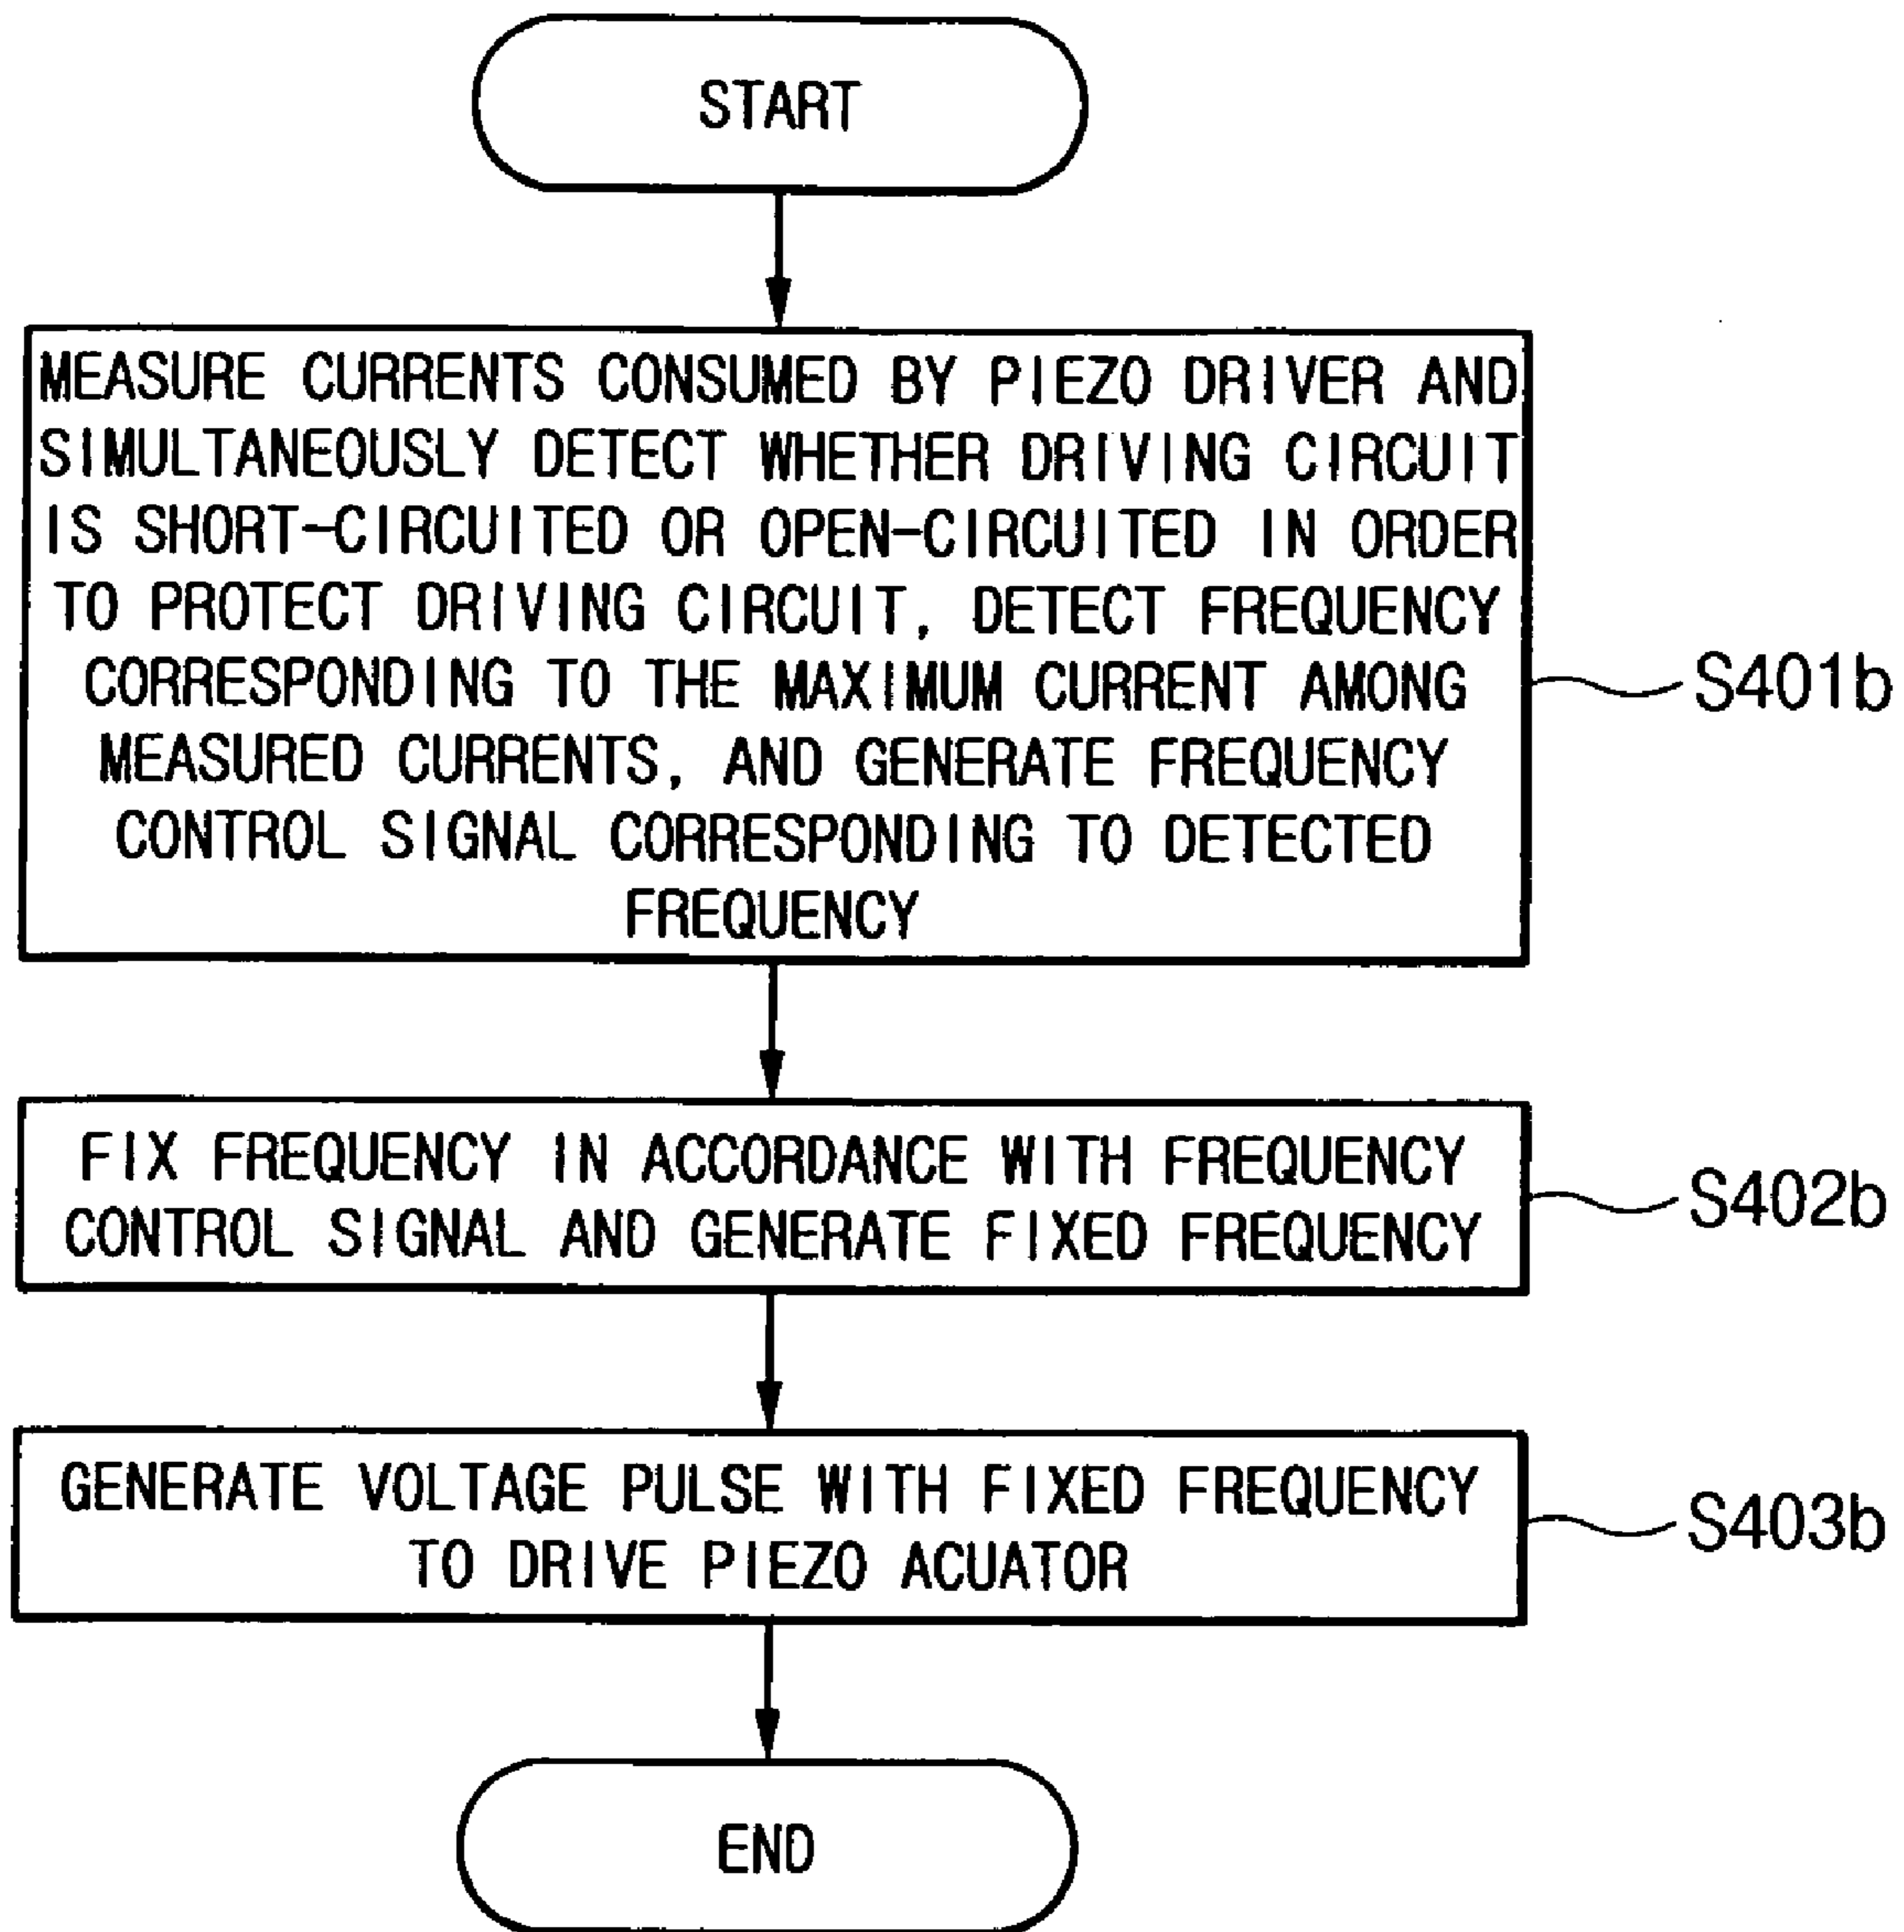 START
MEASURE CURRENTS CONSUMED BY PIEZO DRIVER AND
SIMULTANEOUSLY DETECT WHETHER DRIVING CIRCUIT
IS SHORT-CIRCUITED OR OPEN-CIRCUITED IN ORDER
TO PROTECT DRIVING CIRCUIT, DETECT FREQUENCY
CORRESPONDING TO THE MAXIMUM CURRENT AMONG
MEASURED CURRENTS, AND GENERATE FREQUENCY
CONTROL SIGNAL CORRESPONDING TO DETECTED
FREQUENCY
S401b
FIX FREQUENCY IN ACCORDANCE WITH FREQUENCY
CONTROL SIGNAL AND GENERATE FIXED FREQUENCY
S402b
GENERATE VOLTAGE PULSE WITH FIXED FREQUENCY
TO DRIVE PIEZO ACUATOR
S403b
END